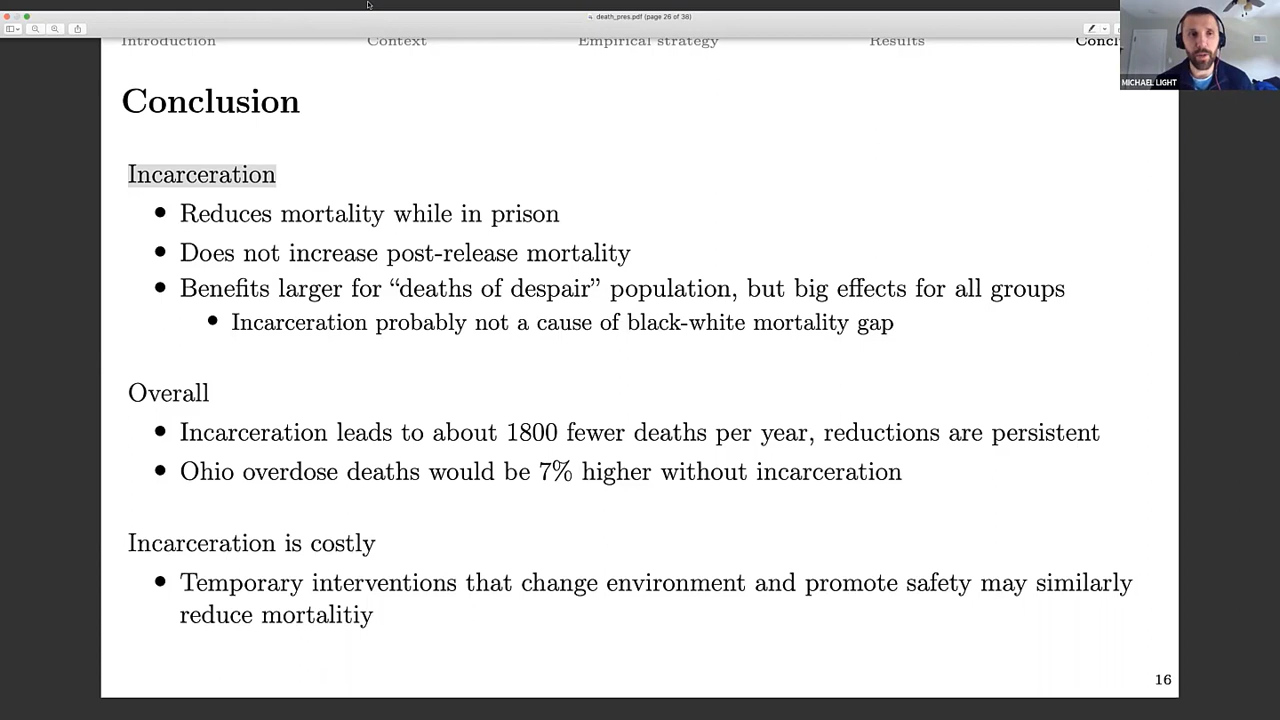 death_pres.pdf (page 26 of 38)
Introduction Context Empirical strategy Results Concl
MICHAEL LIGHT
Conclusion
Incarceration
• Reduces mortality while in prison
• Does not increase post-release mortality
• Benefits larger for “deaths of despair” population, but big effects for all groups
• Incarceration probably not a cause of black-white mortality gap
Overall
• Incarceration leads to about 1800 fewer deaths per year, reductions are persistent
• Ohio overdose deaths would be 7% higher without incarceration
Incarceration is costly
• Temporary interventions that change environment and promote safety may similarly
reduce mortalitiy
16